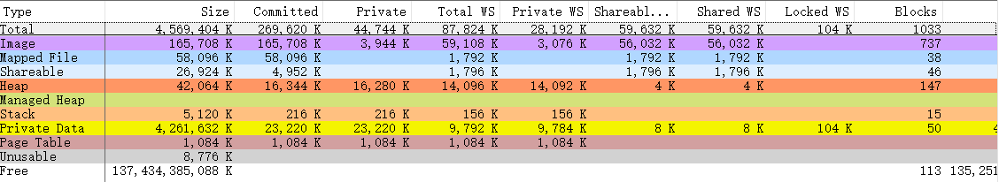 Type Size Committed Private Total WS Private WS Shareabl... Shared WS Locked WS Blocks
Total 4,569,404 K 269,620 K 44,744 K 87,824 K 28,192 K 59,632 K 59,632 K 104 K 1033
Image 165,708 K 165,708 K 3,944 K 59,108 K 3,076 K 56,032 K 56,032 K 737
Mapped File 58,096 K 58,096 K 1,792 K 1,792 K 1,792 K 38
Shareable 26,924 K 4,952 K 1,796 K 1,796 K 1,796 K 46
Heap 42,064 K 16,344 K 16,280 K 14,096 K 14,092 K 4 K 4 K 147
Managed Heap
Stack 5,120 K 216 K 216 K 156 K 156 K 15
Private Data 4,261,632 K 23,220 K 23,220 K 9,792 K 9,784 K 8 K 8 K 104 K 50 4
Page Table 1,084 K 1,084 K 1,084 K 1,084 K 1,084 K
Unusable 8,776 K
Free 137,434,385,088 K 113 135,251